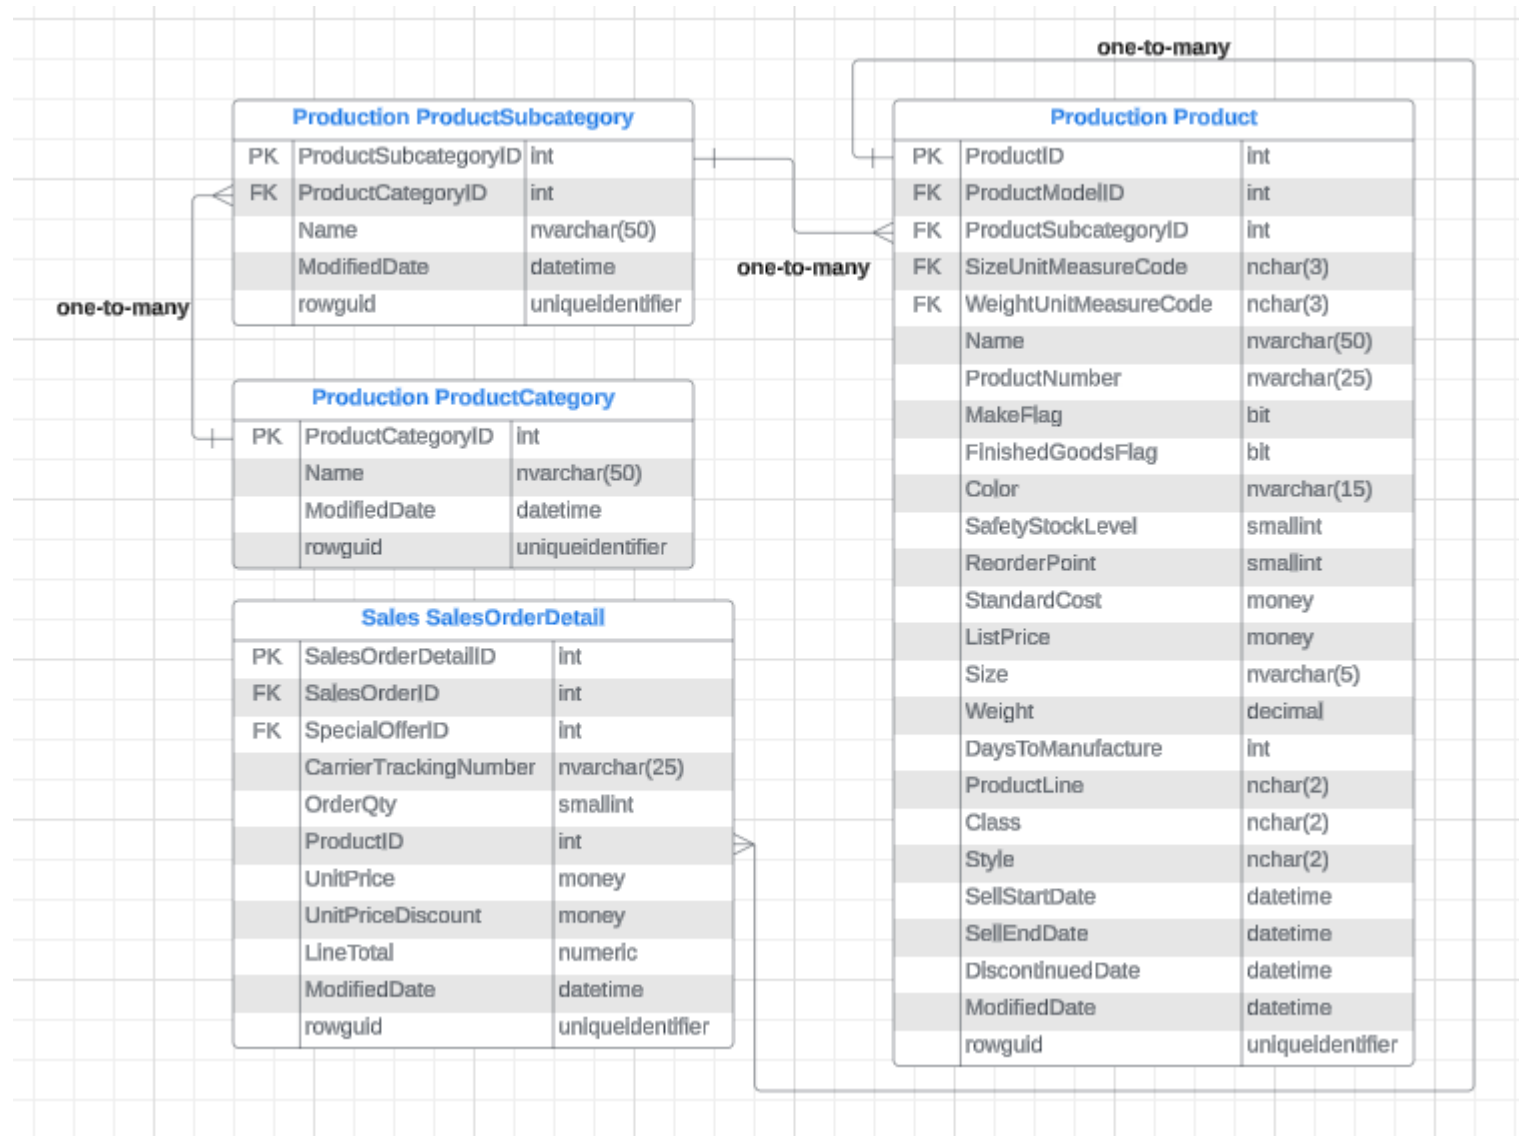 one-to-many
Production ProductSubcategory
PK ProductSubcategoryID int
FK ProductCategoryID int
Name nvarchar(50)
ModifiedDate datetime
rowguid uniqueidentifier
one-to-many
one-to-many
Production ProductCategory
PK ProductCategoryID int
Name nvarchar(50)
ModifiedDate datetime
rowguid uniqueidentifier
Sales SalesOrderDetail
PK SalesOrderDetailID int
FK SalesOrderID int
FK SpecialOfferID int
CarrierTrackingNumber nvarchar(25)
OrderQty smallint
ProductID int
UnitPrice money
UnitPriceDiscount money
LineTotal numeric
ModifiedDate datetime
rowguid uniqueidentifier
Production Product
PK ProductID int
FK ProductModelID int
FK ProductSubcategoryID int
FK SizeUnitMeasureCode nchar(3)
FK WeightUnitMeasureCode nchar(3)
Name nvarchar(50)
ProductNumber nvarchar(25)
MakeFlag bit
FinishedGoodsFlag bit
Color nvarchar(15)
SafetyStockLevel smallint
ReorderPoint smallint
StandardCost money
ListPrice money
Size nvarchar(5)
Weight decimal
DaysToManufacture int
ProductLine nchar(2)
Class nchar(2)
Style nchar(2)
SellStartDate datetime
SellEndDate datetime
DiscontinuedDate datetime
ModifiedDate datetime
rowguid uniqueidentifier